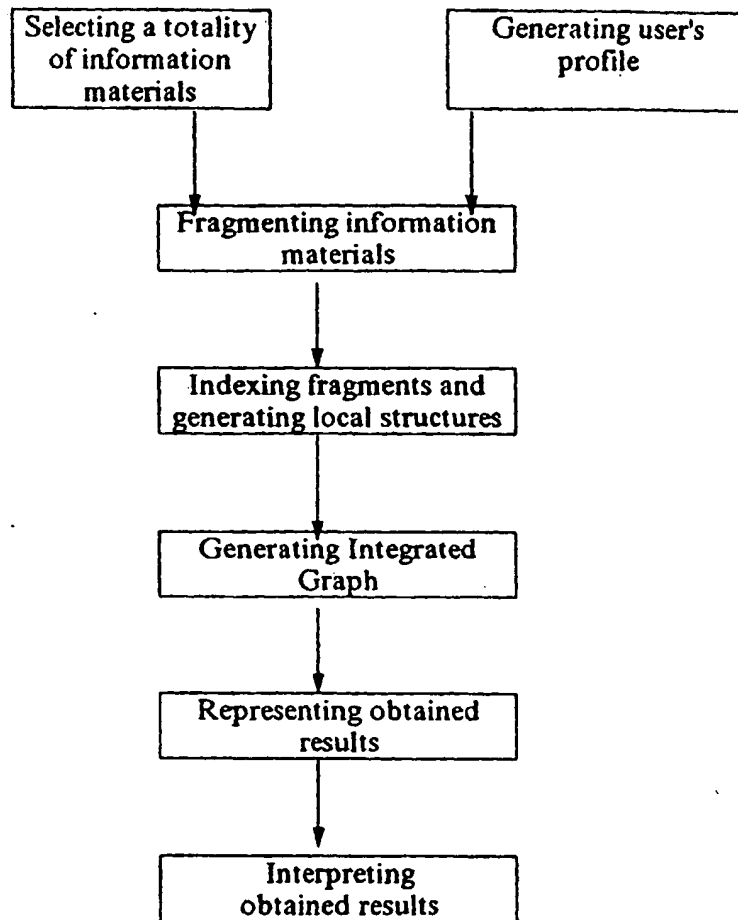 Selecting a totality
of information
materials
Generating user's
profile
Fragmenting information
materials
Indexing fragments and
generating local structures
Generating Integrated
Graph
Representing obtained
results
Interpreting
obtained results